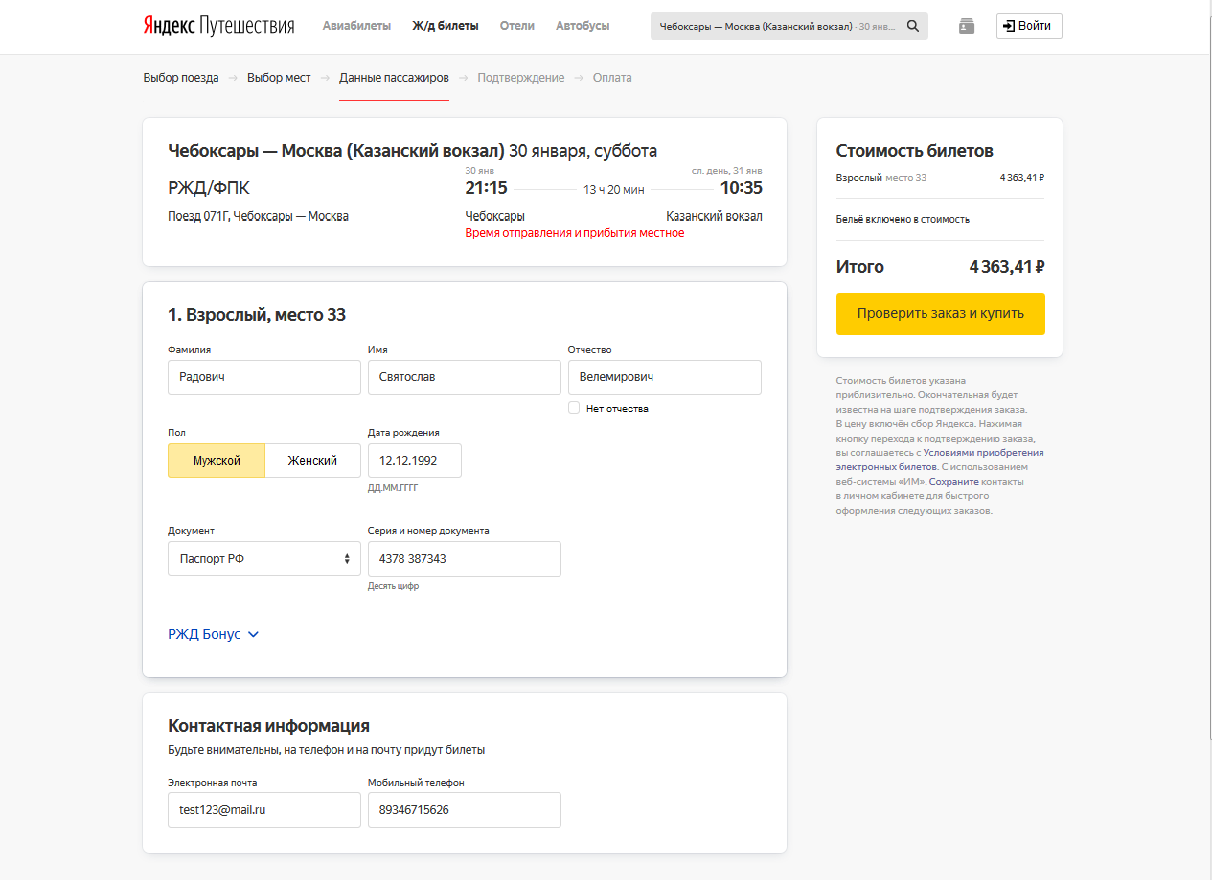 Яндекс Путешествия Авиабилеты Ж/д билеты Отели Автобусы Чебоксары — Москва (Казанский вокзал) · 30 янв... Войти
Выбор поезда → Выбор мест → Данные пассажиров → Подтверждение → Оплата
Чебоксары — Москва (Казанский вокзал) 30 января, суббота
30 янв сл. день, 31 янв
РЖД/ФПК 21:15 13 ч 20 мин 10:35
Поезд 071Г, Чебоксары — Москва Чебоксары Казанский вокзал
Время отправления и прибытия местное
1. Взрослый, место 33
Фамилия Имя Отчество
Радович Святослав Велемирович
Нет отчества
Пол Дата рождения
Мужской Женский 12.12.1992
ДД.ММ.ГГГГ
Документ Серия и номер документа
Паспорт РФ 4378 387343
Десять цифр
РЖД Бонус
Контактная информация
Будьте внимательны, на телефон и на почту придут билеты
Электронная почта Мобильный телефон
test123@mail.ru 89346715626
Стоимость билетов
Взрослый место 33 4 363,41 ₽
Бельё включено в стоимость
Итого 4 363,41 ₽
Проверить заказ и купить
Стоимость билетов указана
приблизительно. Окончательная будет
известна на шаге подтверждения заказа.
В цену включён сбор Яндекса. Нажимая
кнопку перехода к подтверждению заказа,
вы соглашаетесь с Условиями приобретения
электронных билетов. С использованием
веб-системы «ИМ». Сохраните контакты
в личном кабинете для быстрого
оформления следующих заказов.